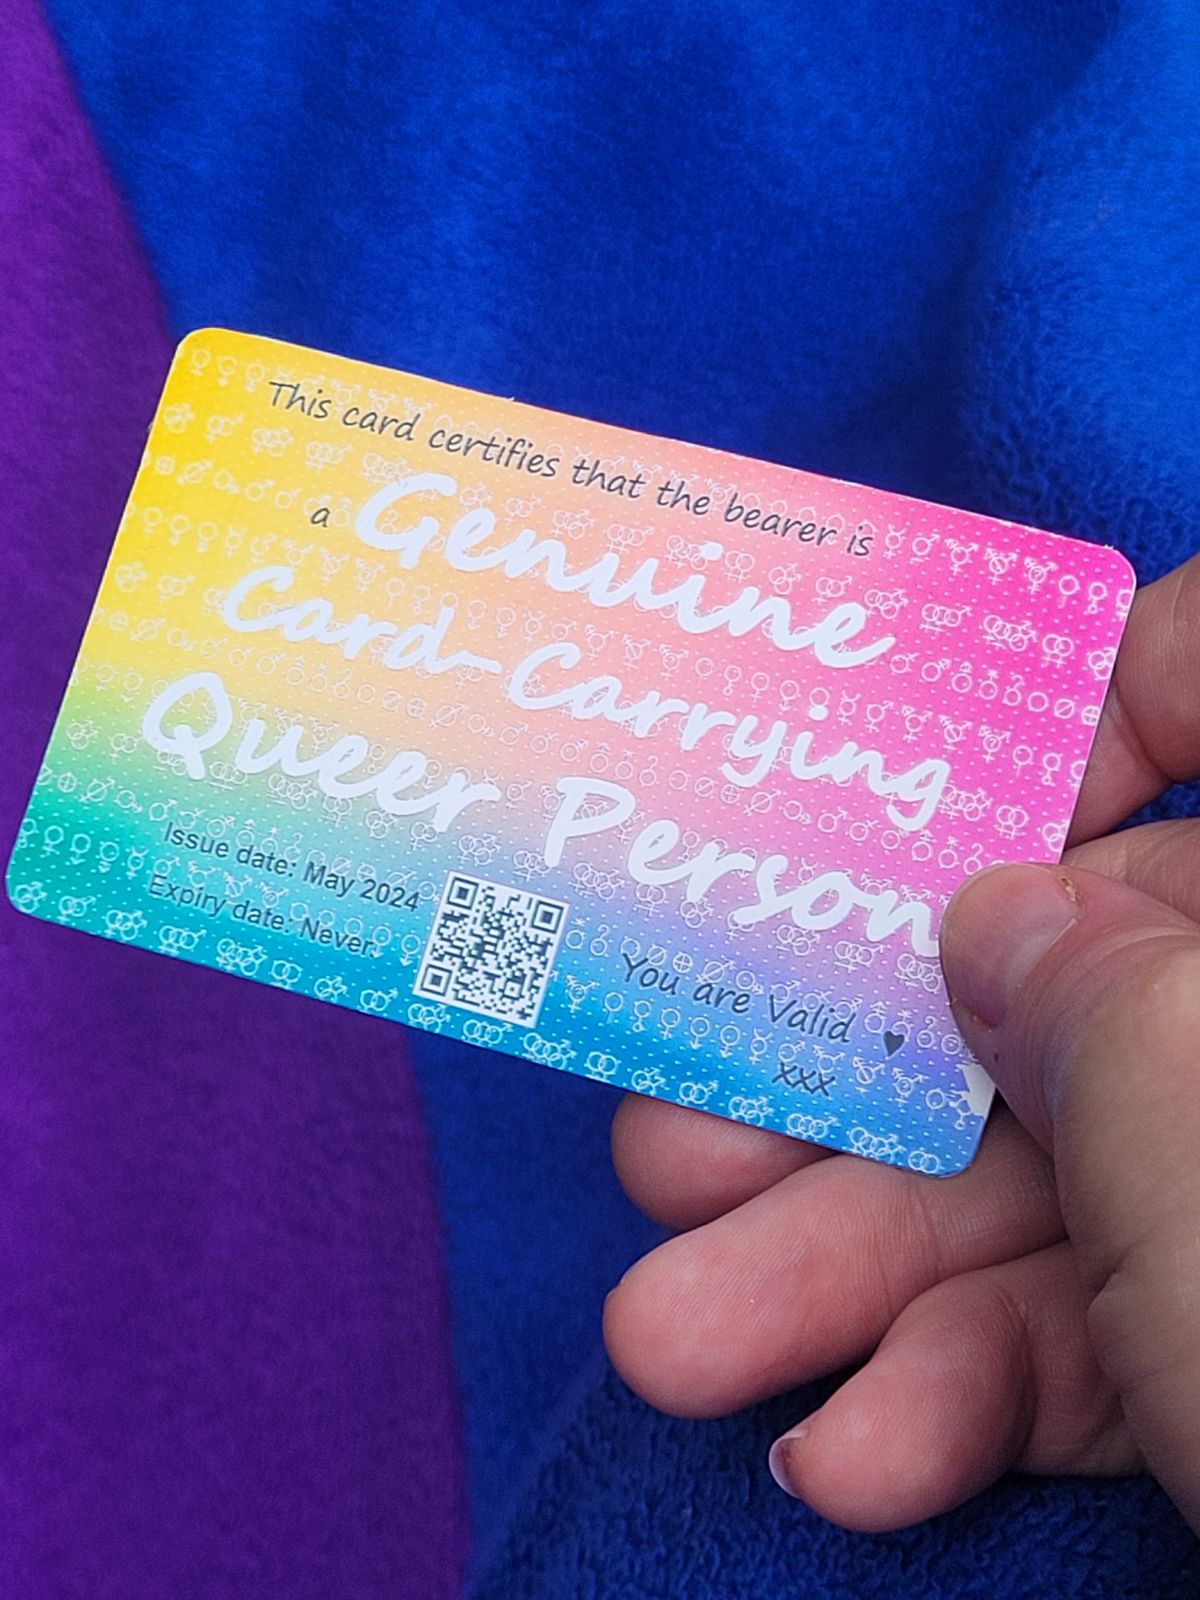 This card certifies that the bearer is
a Genuine
Card-Carrying
Queer Person
Issue date: May 2024
Expiry date: Never.
You are Valid ♥
xxx